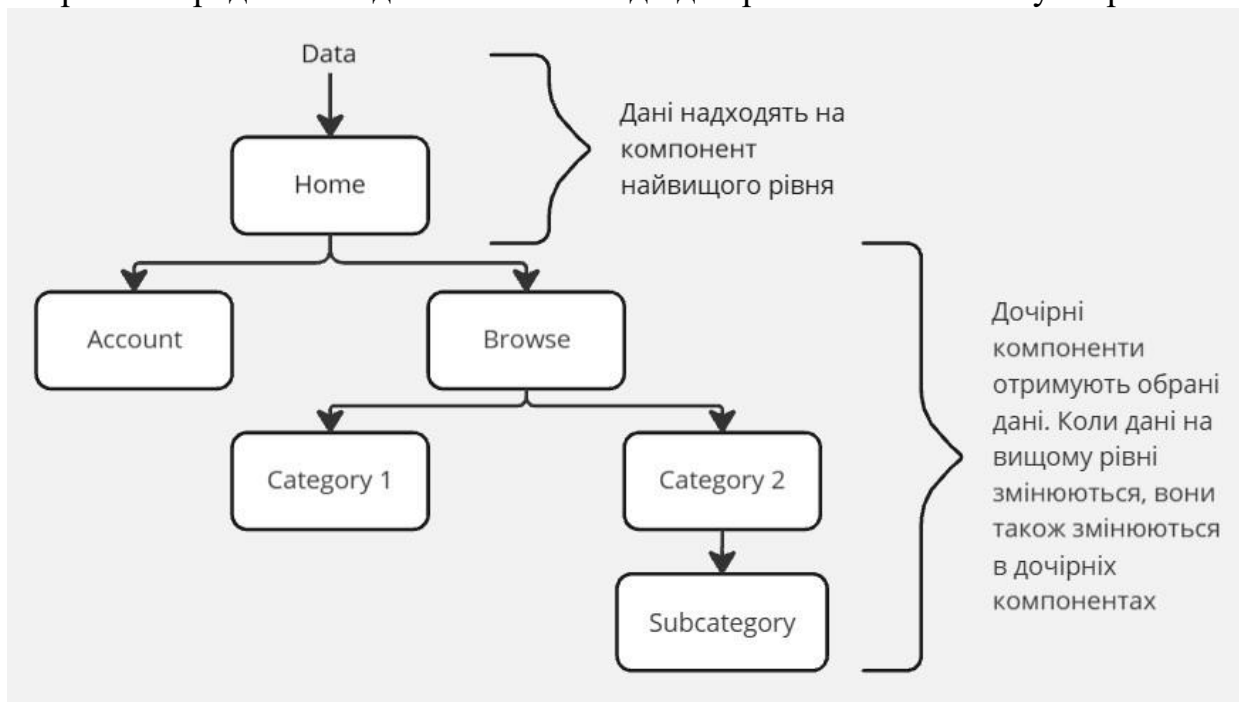 Data
Дані надходять на
компонент
найвищого рівня
Home
Account
Browse
Дочірні
компоненти
отримують обрані
дані. Коли дані на
вищому рівні
змінюються, вони
також змінюються
в дочірніх
компонентах
Category 1
Category 2
Subcategory